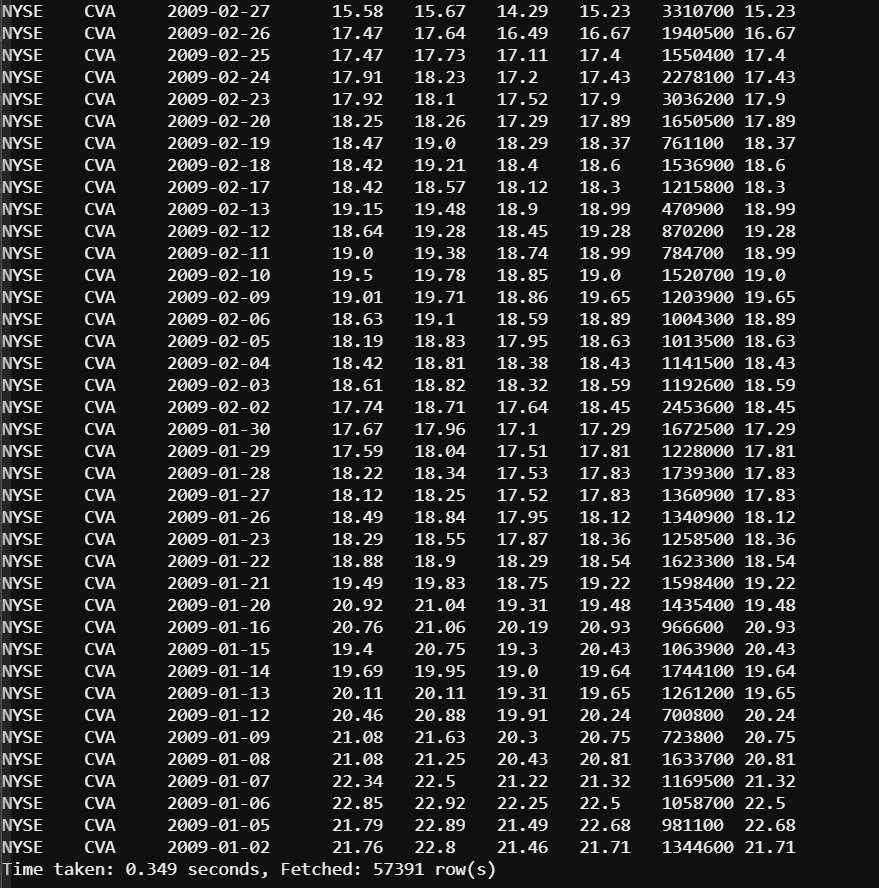 NYSE CVA 2009-02-27 15.58 15.67 14.29 15.23 3310700 15.23
NYSE CVA 2009-02-26 17.47 17.64 16.49 16.67 1940500 16.67
NYSE CVA 2009-02-25 17.47 17.73 17.11 17.4 1550400 17.4
NYSE CVA 2009-02-24 17.91 18.23 17.2 17.43 2278100 17.43
NYSE CVA 2009-02-23 17.92 18.1 17.52 17.9 3036200 17.9
NYSE CVA 2009-02-20 18.25 18.26 17.29 17.89 1650500 17.89
NYSE CVA 2009-02-19 18.47 19.0 18.29 18.37 761100 18.37
NYSE CVA 2009-02-18 18.42 19.21 18.4 18.6 1536900 18.6
NYSE CVA 2009-02-17 18.42 18.57 18.12 18.3 1215800 18.3
NYSE CVA 2009-02-13 19.15 19.48 18.9 18.99 470900 18.99
NYSE CVA 2009-02-12 18.64 19.28 18.45 19.28 870200 19.28
NYSE CVA 2009-02-11 19.0 19.38 18.74 18.99 784700 18.99
NYSE CVA 2009-02-10 19.5 19.78 18.85 19.0 1520700 19.0
NYSE CVA 2009-02-09 19.01 19.71 18.86 19.65 1203900 19.65
NYSE CVA 2009-02-06 18.63 19.1 18.59 18.89 1004300 18.89
NYSE CVA 2009-02-05 18.19 18.83 17.95 18.63 1013500 18.63
NYSE CVA 2009-02-04 18.42 18.81 18.38 18.43 1141500 18.43
NYSE CVA 2009-02-03 18.61 18.82 18.32 18.59 1192600 18.59
NYSE CVA 2009-02-02 17.74 18.71 17.64 18.45 2453600 18.45
NYSE CVA 2009-01-30 17.67 17.96 17.1 17.29 1672500 17.29
NYSE CVA 2009-01-29 17.59 18.04 17.51 17.81 1228000 17.81
NYSE CVA 2009-01-28 18.22 18.34 17.53 17.83 1739300 17.83
NYSE CVA 2009-01-27 18.12 18.25 17.52 17.83 1360900 17.83
NYSE CVA 2009-01-26 18.49 18.84 17.95 18.12 1340900 18.12
NYSE CVA 2009-01-23 18.29 18.55 17.87 18.36 1258500 18.36
NYSE CVA 2009-01-22 18.88 18.9 18.29 18.54 1623300 18.54
NYSE CVA 2009-01-21 19.49 19.83 18.75 19.22 1598400 19.22
NYSE CVA 2009-01-20 20.92 21.04 19.31 19.48 1435400 19.48
NYSE CVA 2009-01-16 20.76 21.06 20.19 20.93 966600 20.93
NYSE CVA 2009-01-15 19.4 20.75 19.3 20.43 1063900 20.43
NYSE CVA 2009-01-14 19.69 19.95 19.0 19.64 1744100 19.64
NYSE CVA 2009-01-13 20.11 20.11 19.31 19.65 1261200 19.65
NYSE CVA 2009-01-12 20.46 20.88 19.91 20.24 700800 20.24
NYSE CVA 2009-01-09 21.08 21.63 20.3 20.75 723800 20.75
NYSE CVA 2009-01-08 21.08 21.25 20.43 20.81 1633700 20.81
NYSE CVA 2009-01-07 22.34 22.5 21.22 21.32 1169500 21.32
NYSE CVA 2009-01-06 22.85 22.92 22.25 22.5 1058700 22.5
NYSE CVA 2009-01-05 21.79 22.89 21.49 22.68 981100 22.68
NYSE CVA 2009-01-02 21.76 22.8 21.46 21.71 1344600 21.71
Time taken: 0.349 seconds, Fetched: 57391 row(s)